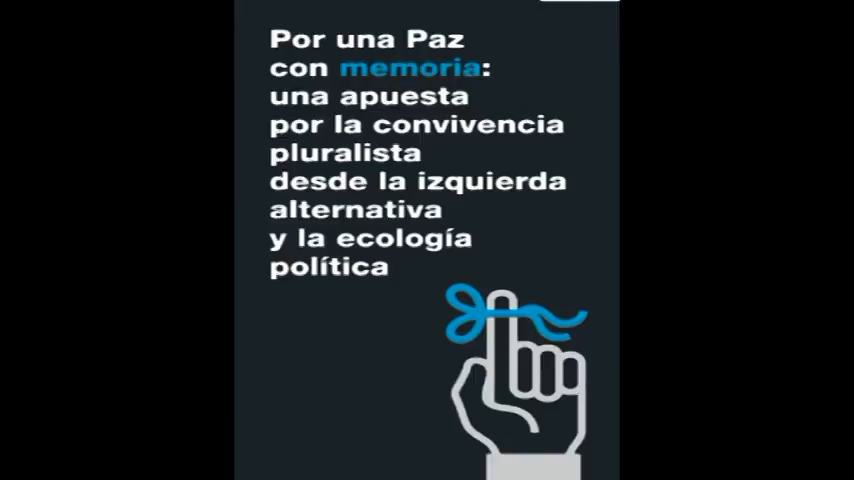 Por una Paz
con memoria:
una apuesta
por la convivencia
pluralista
desde la izquierda
alternativa
y la ecología
política